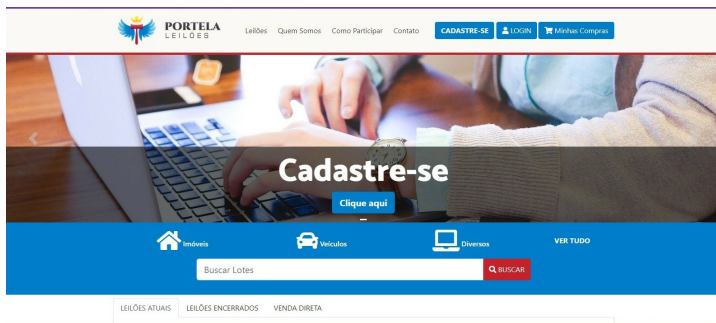 PORTELA
LEILÕES
Leilões Quem Somos Como Participar Contato CADASTRE-SE LOGIN Minhas Compras
Cadastre-se
Clique aqui
Imóveis Veículos Diversos VER TUDO
Buscar Lotes BUSCAR
LEILÕES ATUAIS LEILÕES ENCERRADOS VENDA DIRETA